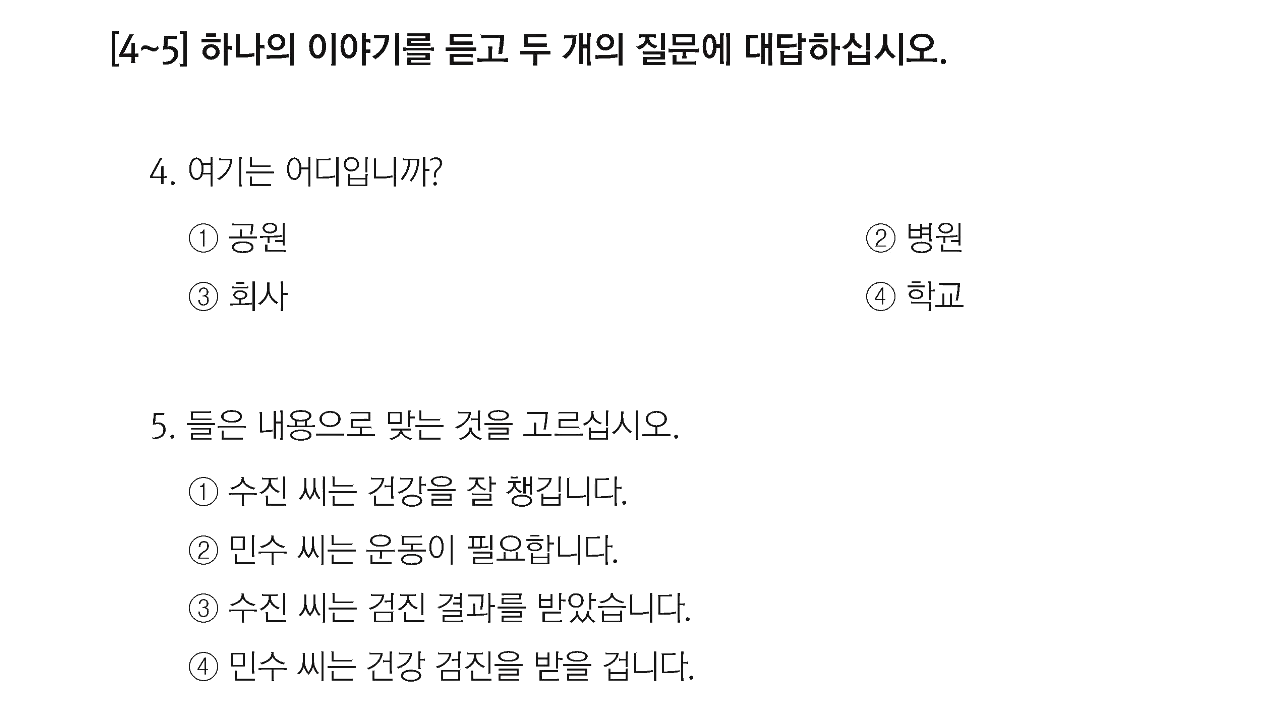 [4~5] 하나의 이야기를 듣고 두 개의 질문에 대답하십시오.
4. 여기는 어디입니까?
① 공원 ② 병원
③ 회사 ④ 학교
5. 들은 내용으로 맞는 것을 고르십시오.
① 수진 씨는 건강을 잘 챙깁니다.
② 민수 씨는 운동이 필요합니다.
③ 수진 씨는 검진 결과를 받았습니다.
④ 민수 씨는 건강 검진을 받을 겁니다.